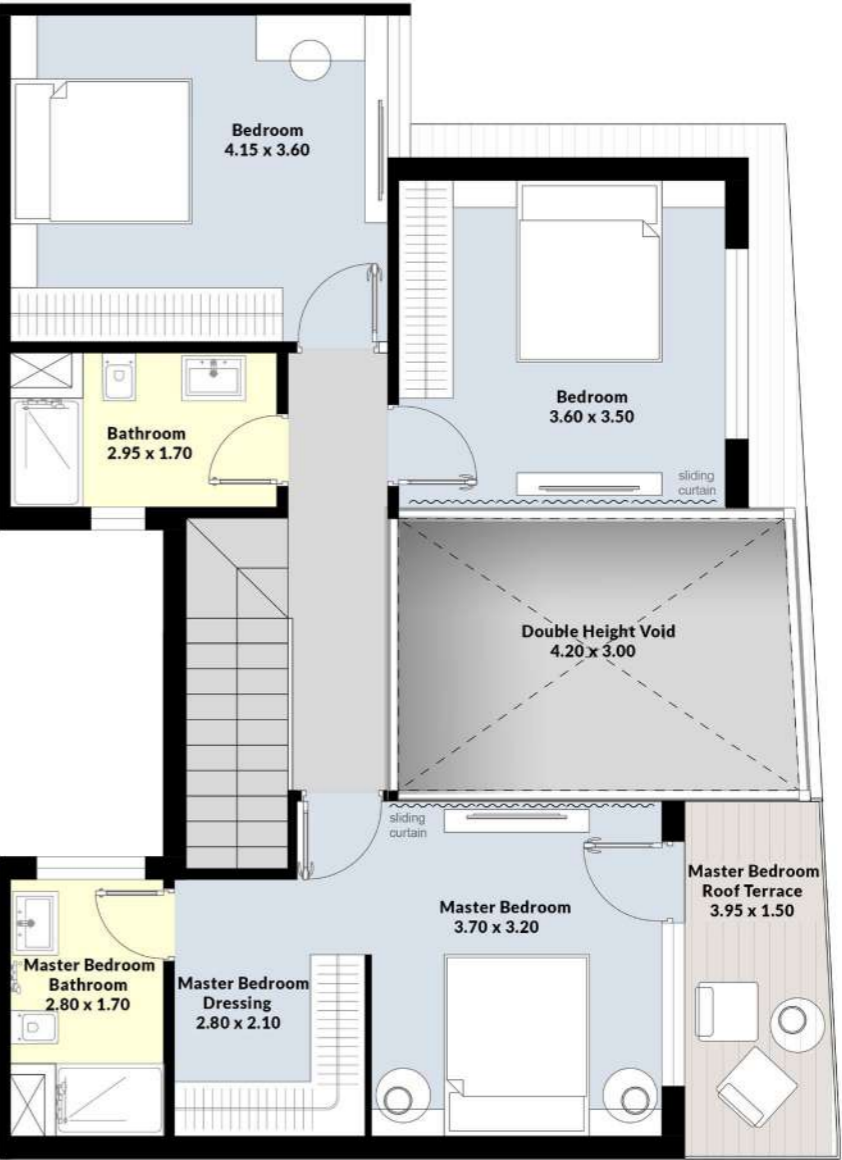 Bedroom
4.15 x 3.60
Bedroom
3.60 x 3.50
Bathroom
2.95 x 1.70
sliding
curtain
Double Height Void
4.20 x 3.00
sliding
curtain
Master Bedroom
Roof Terrace
3.95 x 1.50
Master Bedroom
3.70 x 3.20
Master Bedroom
Bathroom
2.80 x 1.70
Master Bedroom
Dressing
2.80 x 2.10